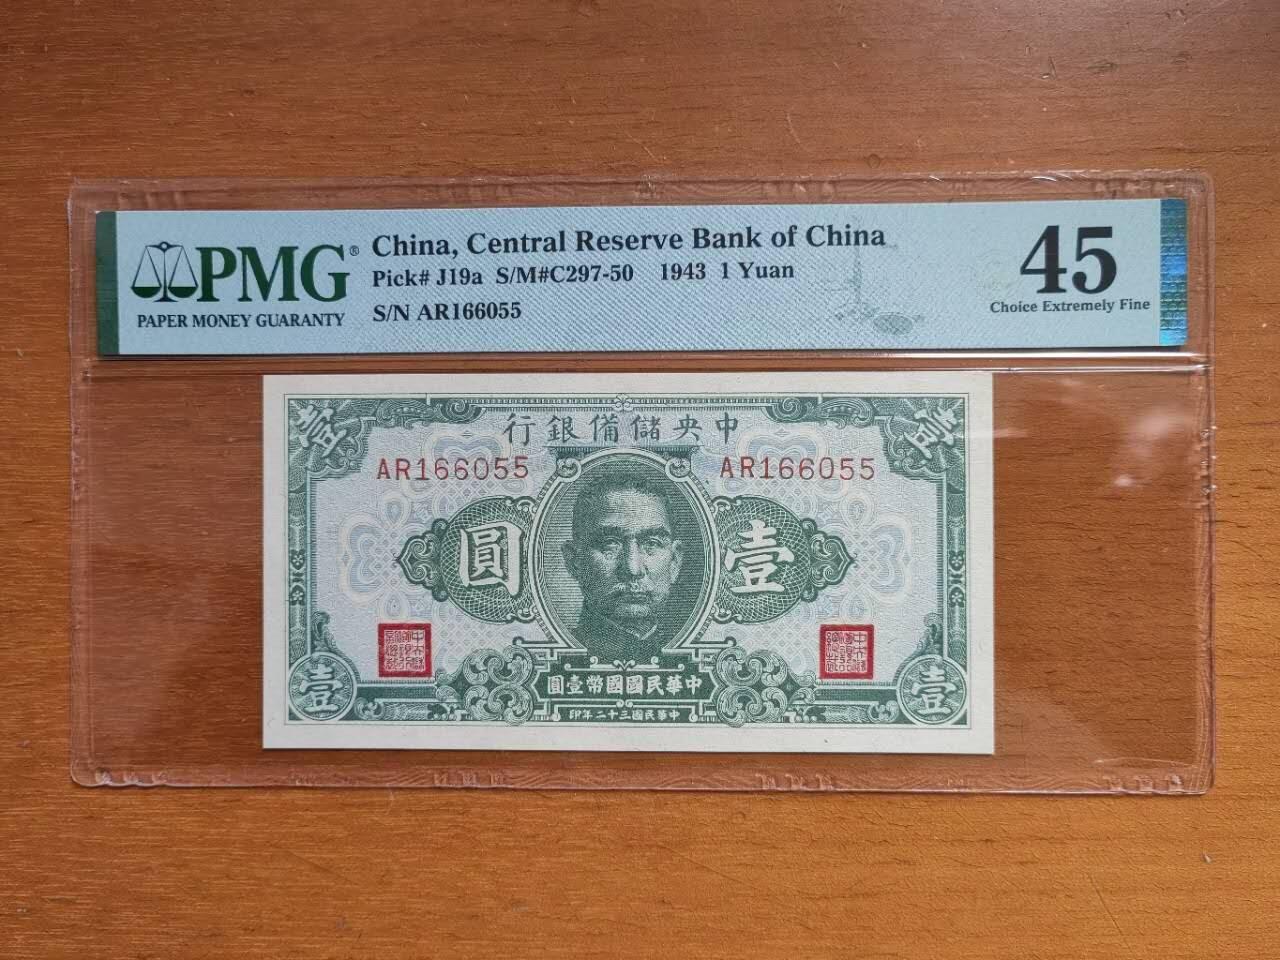 PMG®
PAPER MONEY GUARANTY
China, Central Reserve Bank of China
Pick# J19a S/M#C297-50 1943 1 Yuan
S/N AR166055
45
Choice Extremely Fine
行銀備儲央中
壹
壹
AR166055
AR166055
圓
壹
壹
壹
圓壹幣國國民華中
印年二十三國民華中